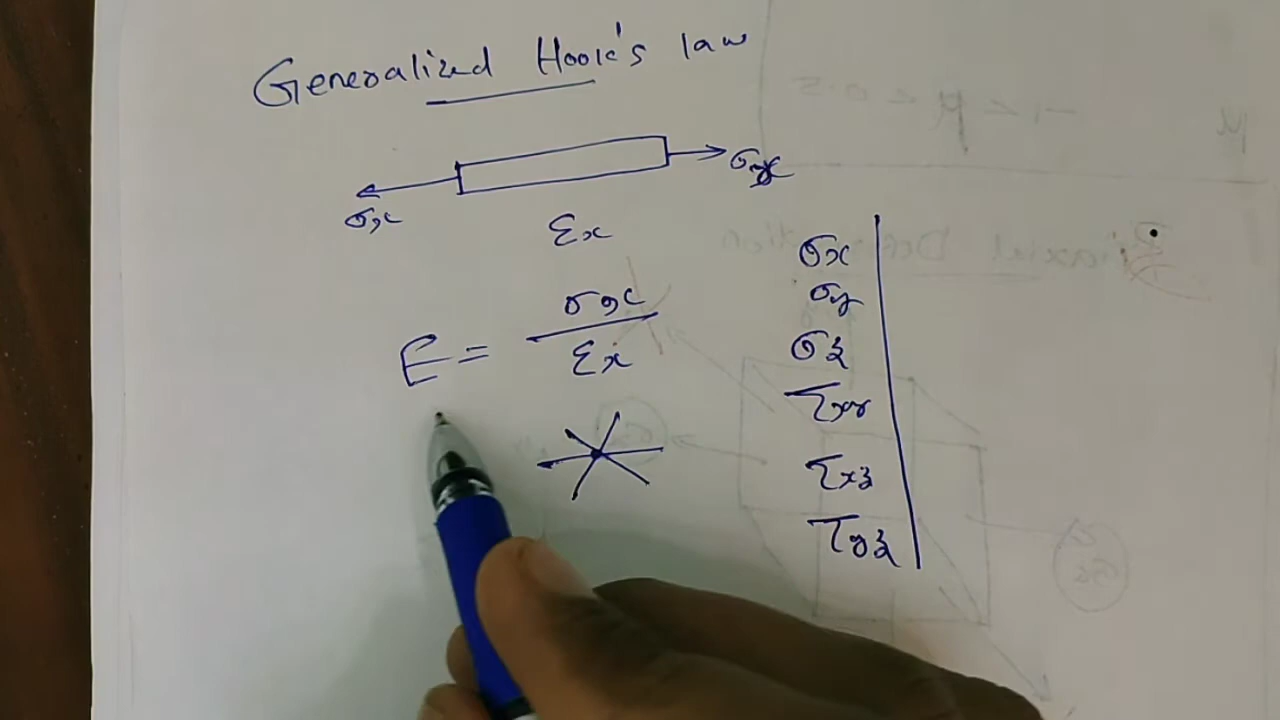 Generalized Hooke's law
σx
σx
εx
E = σx / εx
σx
σy
σz
τxy
τxz
τyz